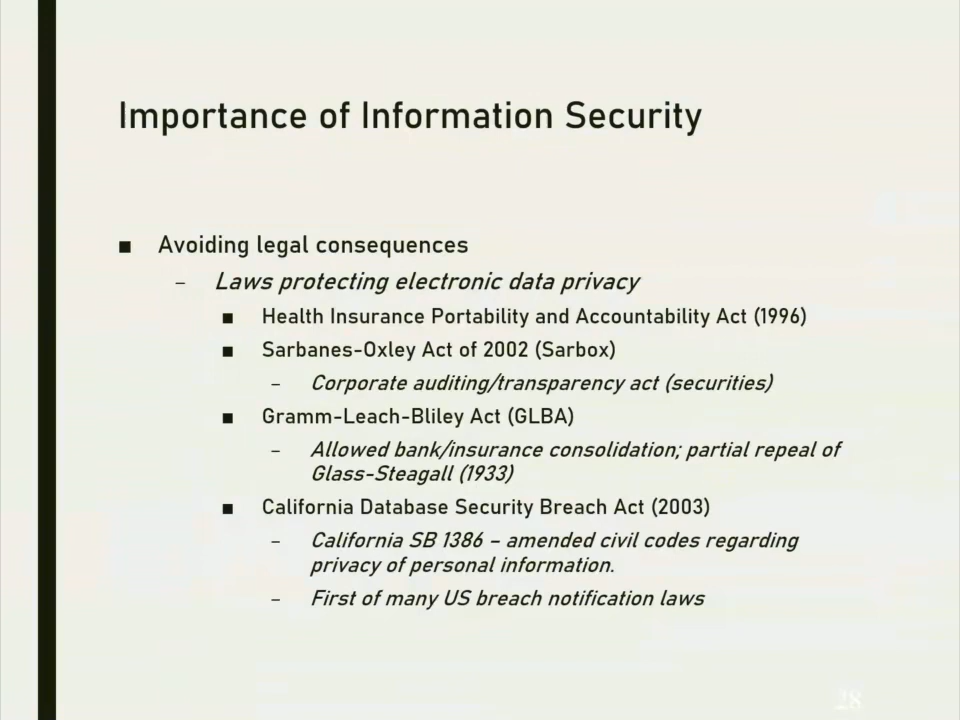 Importance of Information Security
■ Avoiding legal consequences
– Laws protecting electronic data privacy
■ Health Insurance Portability and Accountability Act (1996)
■ Sarbanes-Oxley Act of 2002 (Sarbox)
– Corporate auditing/transparency act (securities)
■ Gramm-Leach-Bliley Act (GLBA)
– Allowed bank/insurance consolidation; partial repeal of
Glass-Steagall (1933)
■ California Database Security Breach Act (2003)
– California SB 1386 – amended civil codes regarding
privacy of personal information.
– First of many US breach notification laws
28